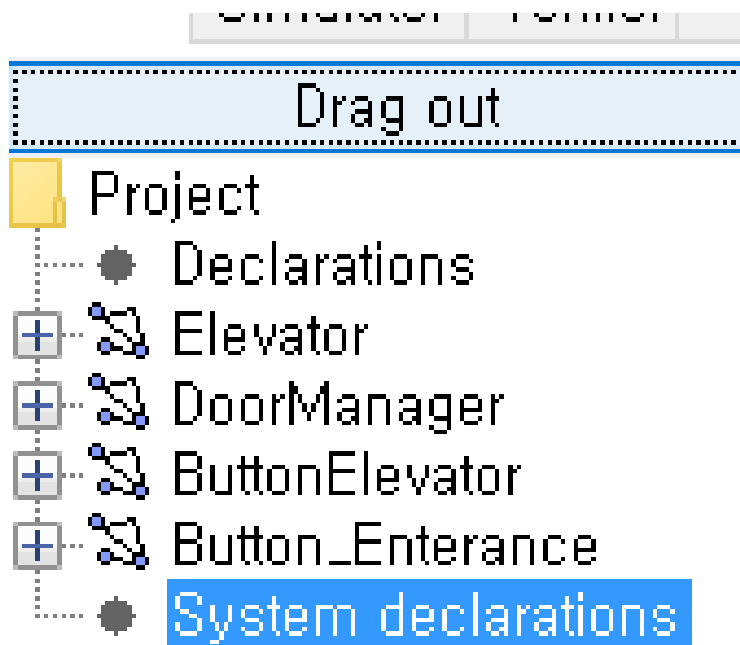 Drag out
Project
Declarations
Elevator
DoorManager
ButtonElevator
Button_Enterance
System declarations